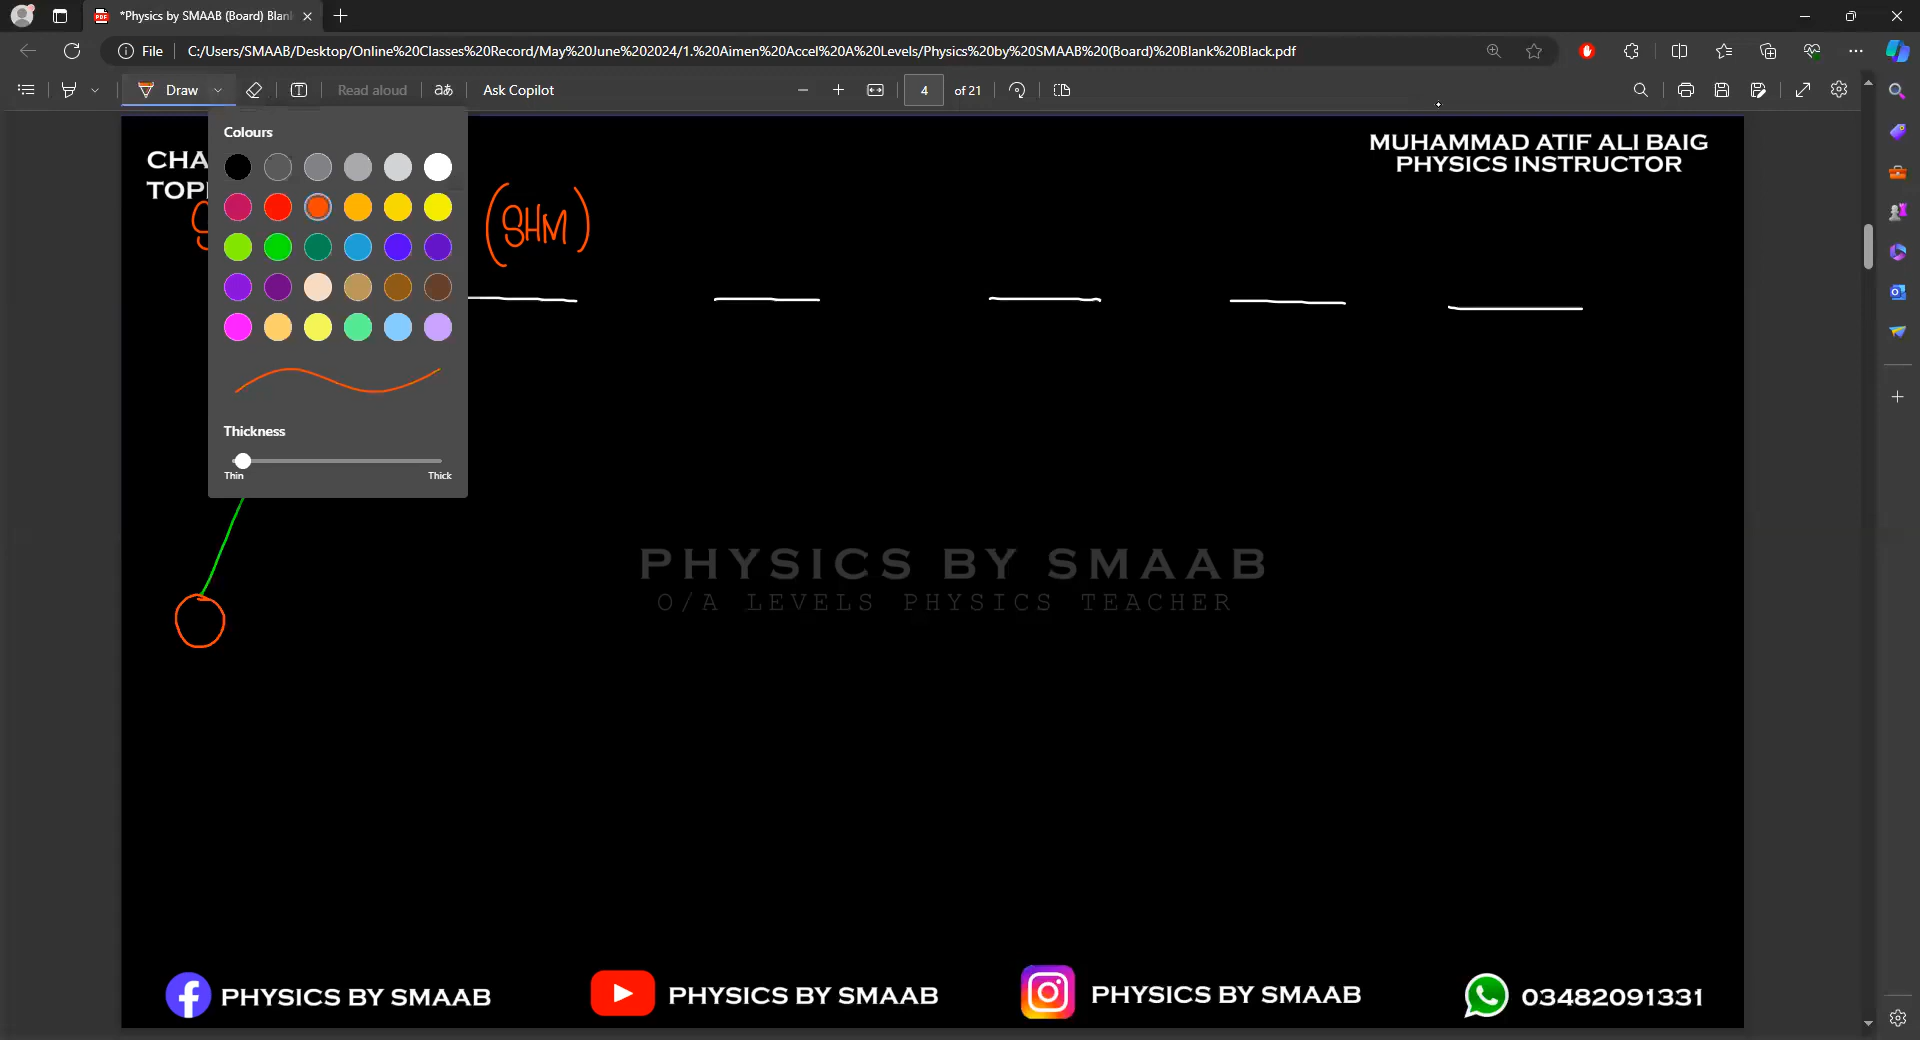 *Physics by SMAAB (Board) Blan
File
C:/Users/SMAAB/Desktop/Online%20Classes%20Record/May%20June%202024/1.%20Aimen%20Accel%20A%20Levels/Physics%20by%20SMAAB%20(Board)%20Blank%20Black.pdf
Draw
Read aloud
aあ
Ask Copilot
4 of 21
Colours
CHA
TOPI
MUHAMMAD ATIF ALI BAIG
PHYSICS INSTRUCTOR
(SHM)
Thickness
Thin
Thick
PHYSICS BY SMAAB
O/A LEVELS PHYSICS TEACHER
PHYSICS BY SMAAB
PHYSICS BY SMAAB
PHYSICS BY SMAAB
03482091331